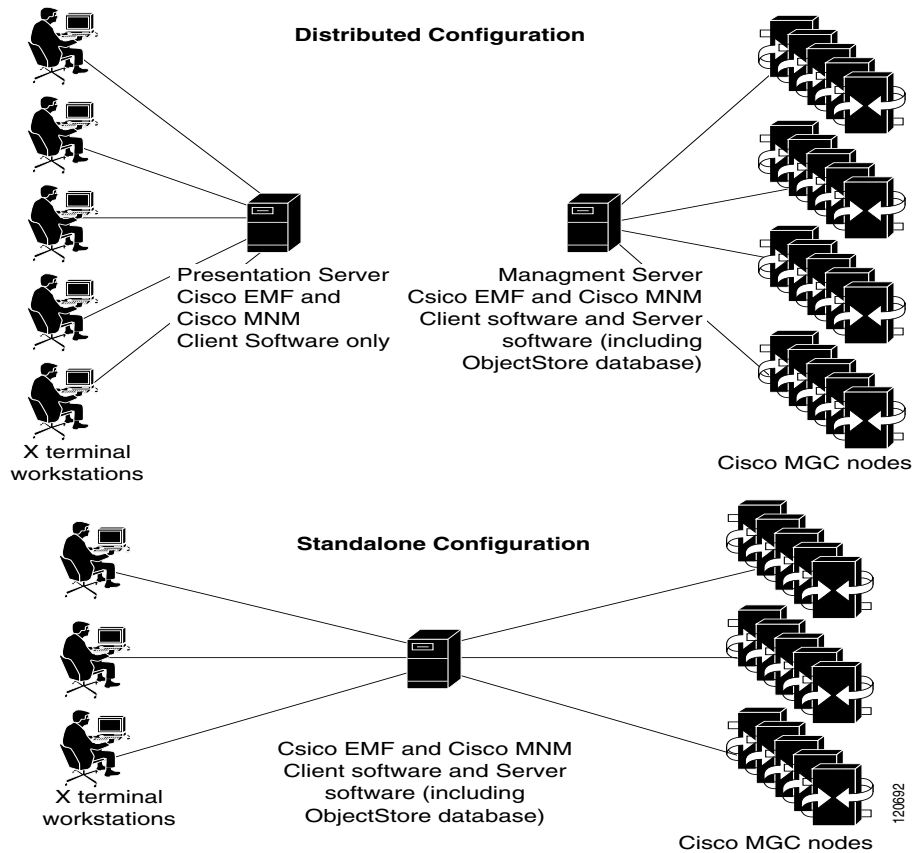 Distributed Configuration
Presentation Server
Cisco EMF and
Cisco MNM
Client Software only
Managment Server
Csico EMF and Cisco MNM
Client software and Server
software (including
ObjectStore database)
X terminal
workstations
Cisco MGC nodes
Standalone Configuration
Csico EMF and Cisco MNM
Client software and Server
software (including
ObjectStore database)
X terminal
workstations
Cisco MGC nodes
120692